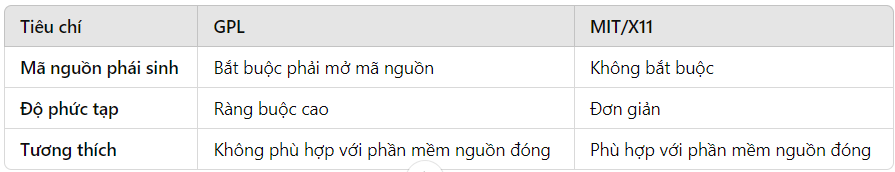 Tiêu chí GPL MIT/X11
Mã nguồn phái sinh Bắt buộc phải mở mã nguồn Không bắt buộc
Độ phức tạp Ràng buộc cao Đơn giản
Tương thích Không phù hợp với phần mềm nguồn đóng Phù hợp với phần mềm nguồn đóng